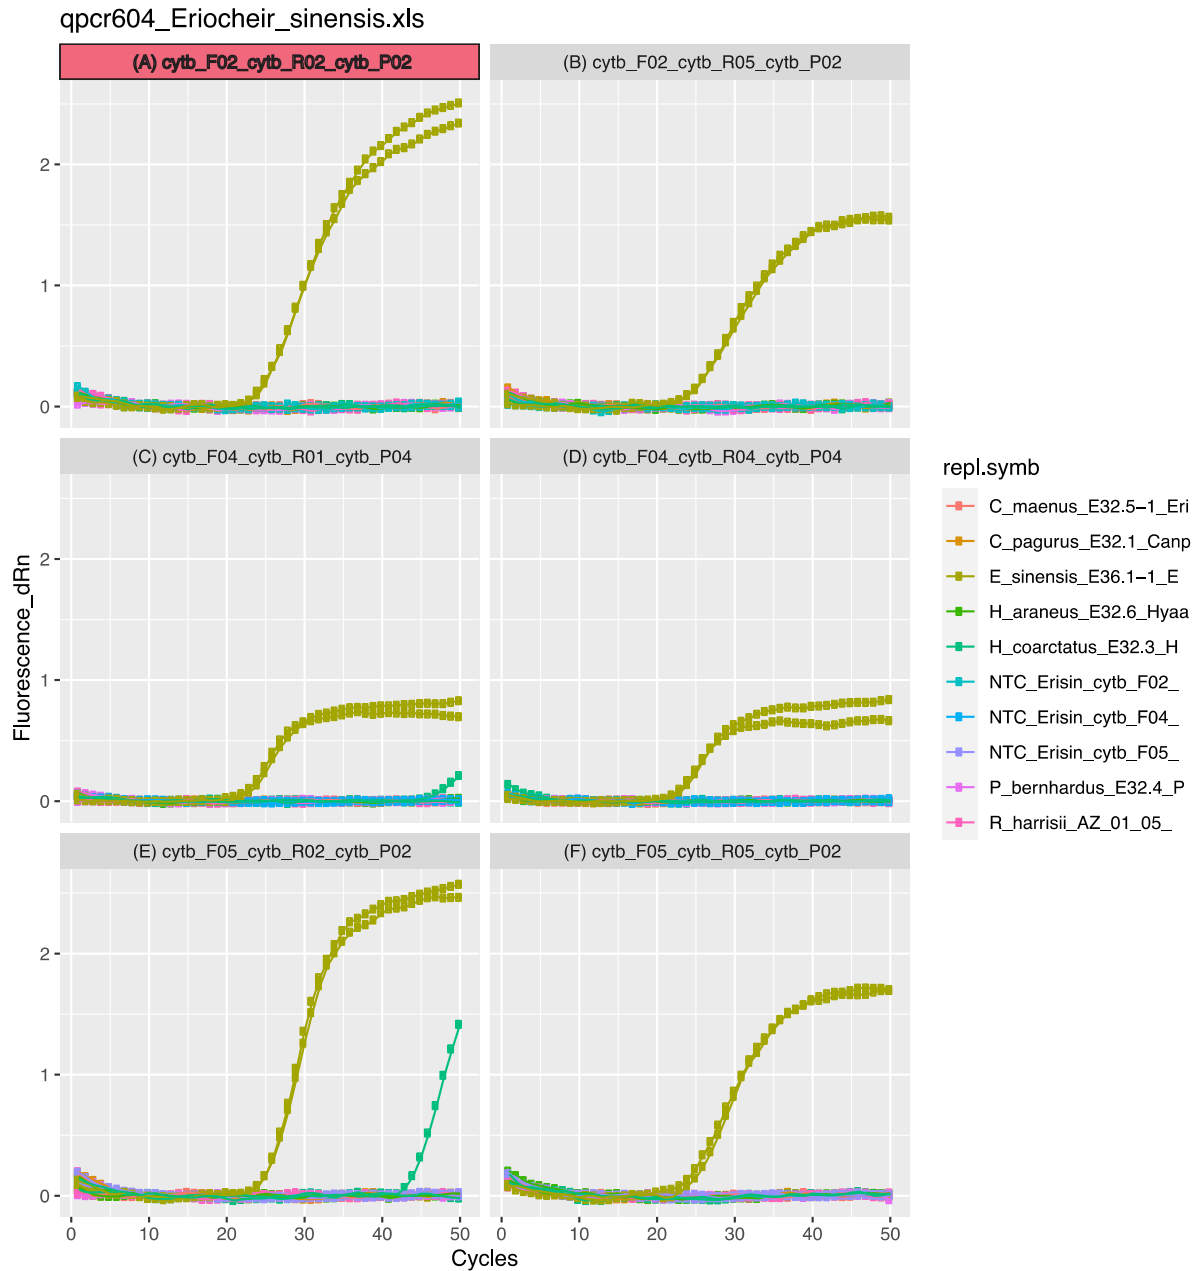 qpcr604_Eriocheir_sinensis.xls
(A) cytb_F02_cytb_R02_cytb_P02
(B) cytb_F02_cytb_R05_cytb_P02
2
1
0
(C) cytb_F04_cytb_R01_cytb_P04
(D) cytb_F04_cytb_R04_cytb_P04
2
1
0
(E) cytb_F05_cytb_R02_cytb_P02
(F) cytb_F05_cytb_R05_cytb_P02
2
1
0
0 10 20 30 40 50
0 10 20 30 40 50
Cycles
Fluorescence_dRn
repl.symb
C_maenus_E32.5−1_Eri
C_pagurus_E32.1_Canp
E_sinensis_E36.1−1_E
H_araneus_E32.6_Hyaa
H_coarctatus_E32.3_H
NTC_Erisin_cytb_F02_
NTC_Erisin_cytb_F04_
NTC_Erisin_cytb_F05_
P_bernhardus_E32.4_P
R_harrisii_AZ_01_05_